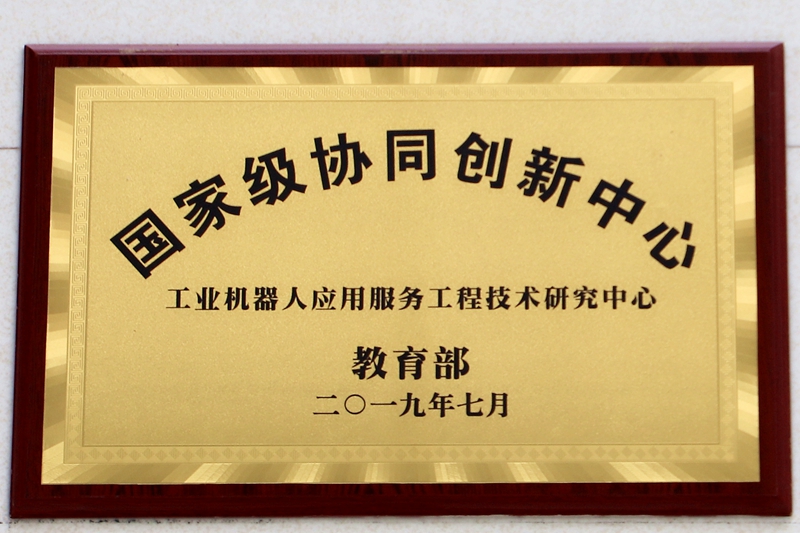 国家级协同创新中心
工业机器人应用服务工程技术研究中心
教育部
二〇一九年七月